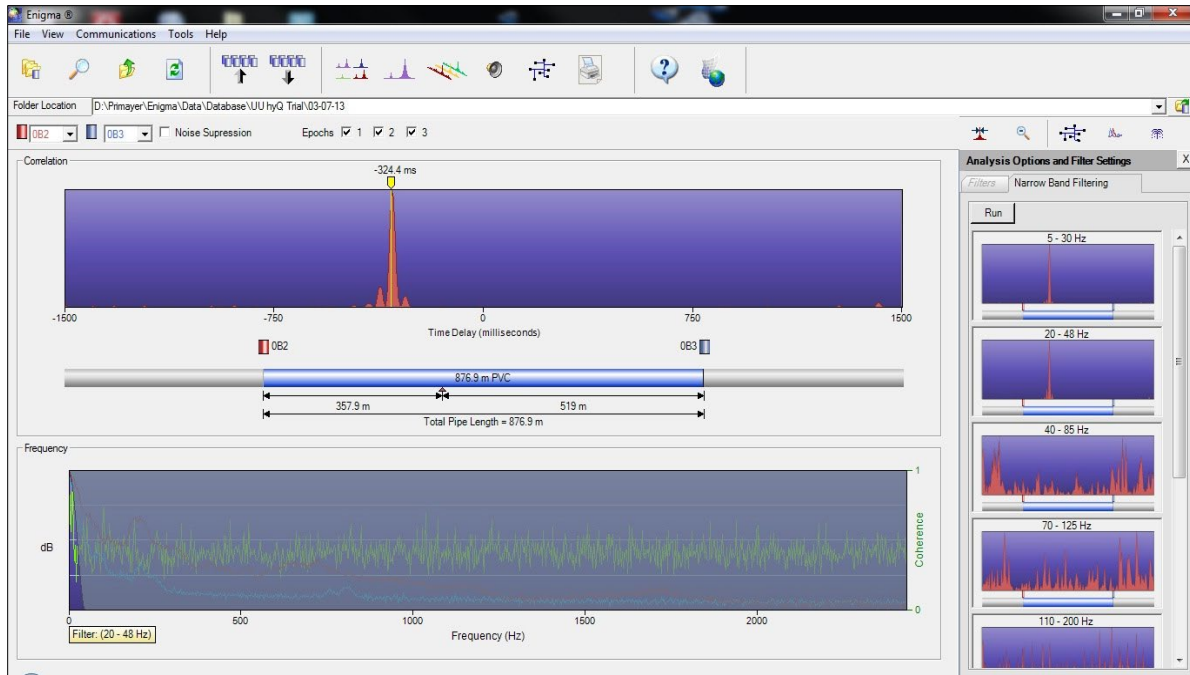 Enigma ®
File View Communications Tools Help
Folder Location D:\Primayer\Enigma\Data\Database\UU hyQ Trial\03-07-13
0B2 0B3 Noise Supression Epochs 1 2 3
Correlation
-324.4 ms
-1500 -750 0 750 1500
Time Delay (milliseconds)
0B2 0B3
876.9 m PVC
357.9 m 519 m
Total Pipe Length = 876.9 m
Frequency
1
dB
Coherence
0
0 500 1000 1500 2000
Filter: (20 - 48 Hz)
Frequency (Hz)
Analysis Options and Filter Settings X
Filters Narrow Band Filtering
Run
5 - 30 Hz
20 - 48 Hz
40 - 85 Hz
70 - 125 Hz
110 - 200 Hz